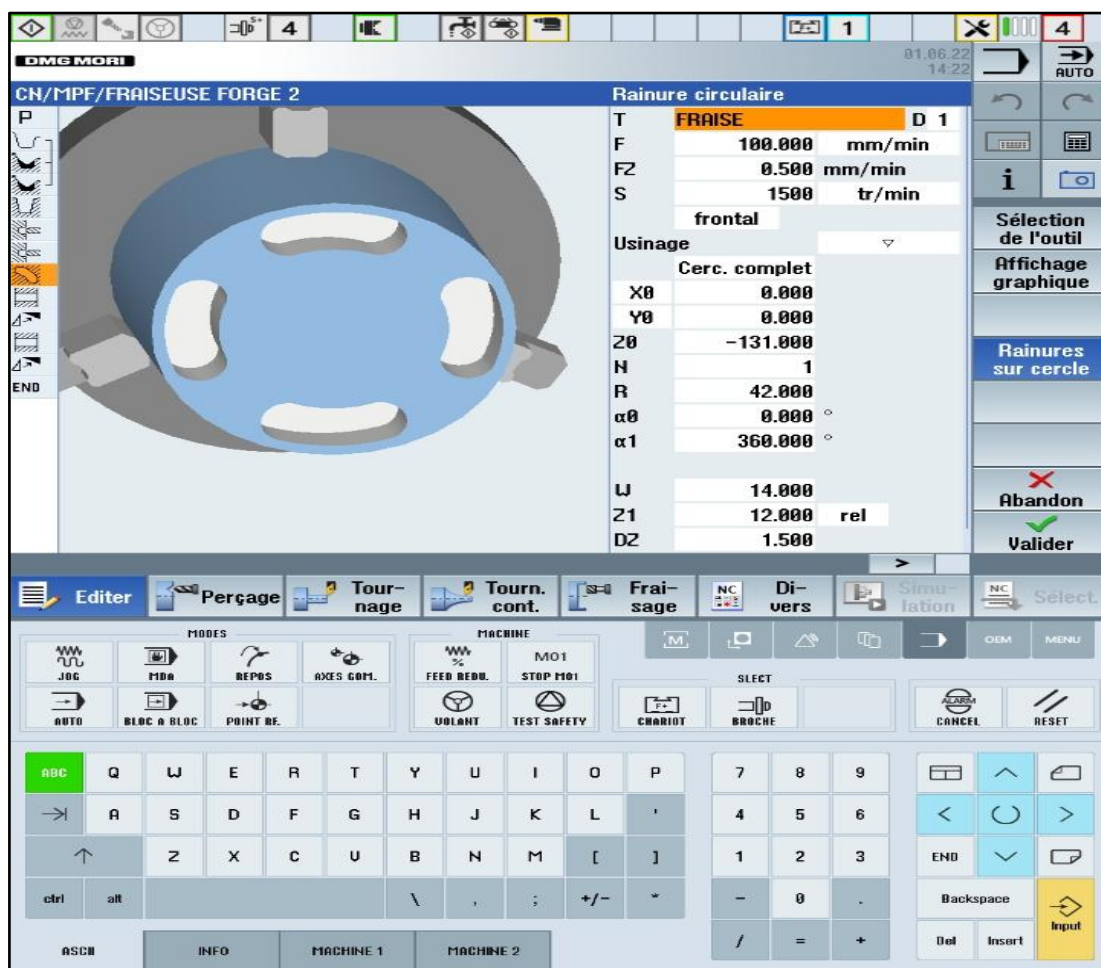 5+
4
1
4
DMG MORI
01.06.22
14:22
AUTO
CN/MPF/FRAISEUSE FORGE 2
Rainure circulaire
P
END
T FRAISE D 1
F 100.000 mm/min
FZ 0.500 mm/min
S 1500 tr/min
frontal
Usinage ▽
Cerc. complet
X0 0.000
Y0 0.000
Z0 -131.000
N 1
R 42.000
α0 0.000 °
α1 360.000 °
W 14.000
Z1 12.000 rel
DZ 1.500
i
Sélection
de l'outil
Affichage
graphique
Rainures
sur cercle
Abandon
Valider
>
Editer
Perçage
Tour-
nage
Tourn.
cont.
Frai-
sage
NC
Di-
vers
Simu-
lation
NC
Sélect.
MODES
MACHINE
M
OEM
MENU
JOG
MDA
REPOS
AXES GOM.
%
FEED REDU.
M01
STOP M01
SLECT
AUTO
BLOC A BLOC
POINT RF.
VOLANT
TEST SAFETY
F+
CHARIOT
BROCHE
ALARM
CANCEL
RESET
ABC Q W E R T Y U I O P 7 8 9
A S D F G H J K L ' 4 5 6 < >
Z X C V B N M [ ] 1 2 3 END
ctrl alt \ , ; +/- * - 0 . Backspace
Input
ASCII INFO MACHINE 1 MACHINE 2 / = + Del Insert